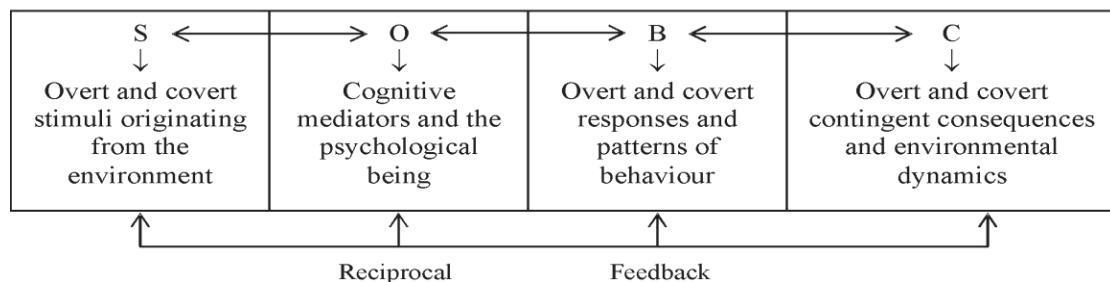 S O B C
Overt and covert
stimuli originating
from the
environment
Cognitive
mediators and the
psychological
being
Overt and covert
responses and
patterns of
behaviour
Overt and covert
contingent consequences
and environmental
dynamics
Reciprocal Feedback